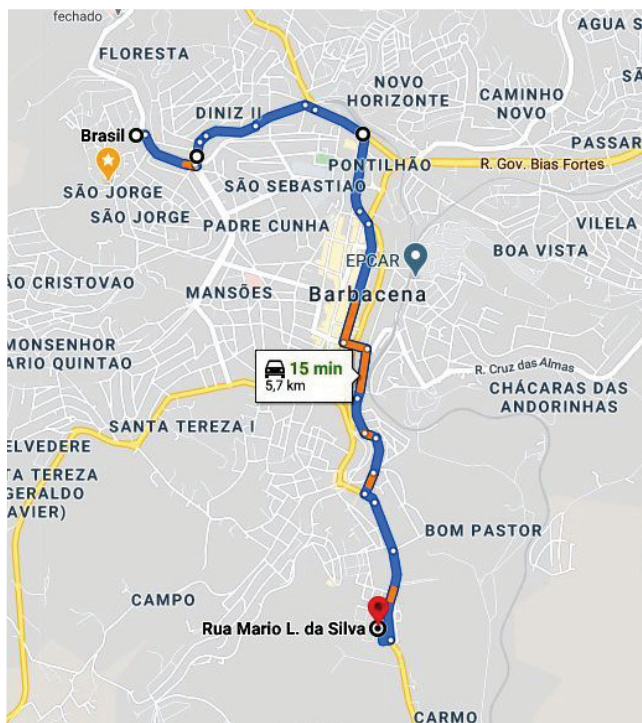 fechado
AGUA S
FLORESTA
NOVO
HORIZONTE
CAMINHO
NOVO
SÃ
DINIZ II
Brasil
PASSAR
PONTILHÃO
R. Gov. Bias Fortes
SÃO JORGE
SÃO SEBASTIAO
SÃO JORGE
PADRE CUNHA
VILELA
EPCAR
BOA VISTA
ÃO CRISTOVAO
MANSÕES
Barbacena
MONSENHOR
ARIO QUINTAO
15 min
5,7 km
R. Cruz das Almas
CHÁCARAS DAS
ANDORINHAS
SANTA TEREZA I
ELVEDERE
TA TEREZA
GERALDO
AVIER)
BOM PASTOR
CAMPO
Rua Mario L. da Silva
CARMO